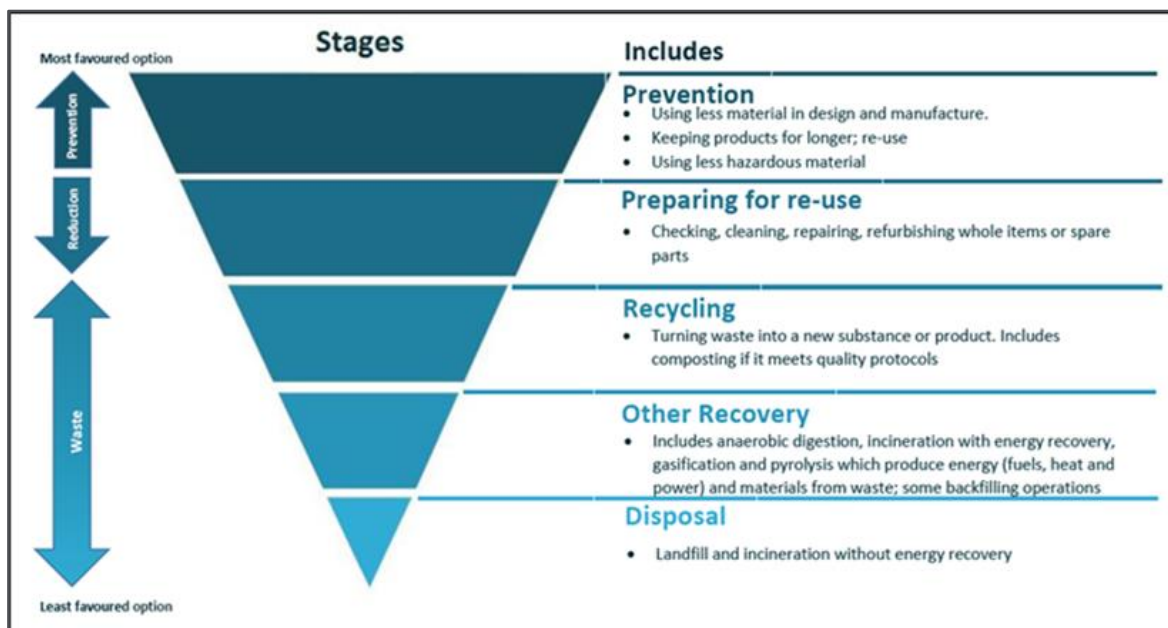 Stages
Includes
Most favoured option
Prevention
Reduction
Waste
Least favoured option
Prevention
• Using less material in design and manufacture.
• Keeping products for longer; re-use
• Using less hazardous material
Preparing for re-use
• Checking, cleaning, repairing, refurbishing whole items or spare
parts
Recycling
• Turning waste into a new substance or product. Includes
composting if it meets quality protocols
Other Recovery
• Includes anaerobic digestion, incineration with energy recovery,
gasification and pyrolysis which produce energy (fuels, heat and
power) and materials from waste; some backfilling operations
Disposal
• Landfill and incineration without energy recovery